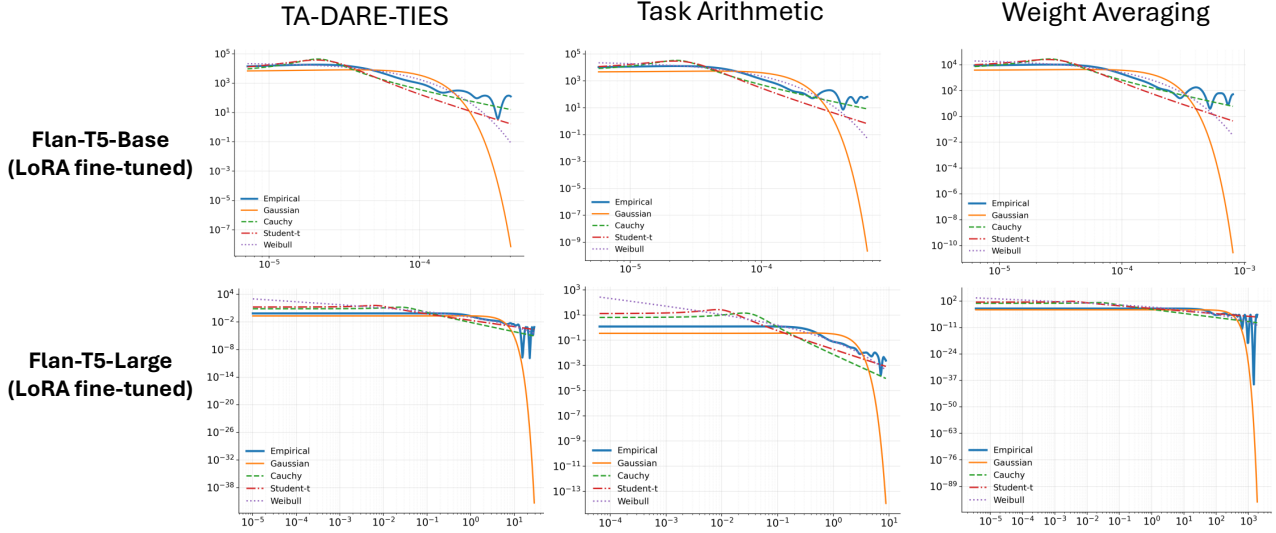 TA-DARE-TIES
Task Arithmetic
Weight Averaging
Flan-T5-Base
(LoRA fine-tuned)
10^5
10^3
10^1
10^-1
10^-3
10^-5
10^-7
Empirical
Gaussian
Cauchy
Student-t
Weibull
10^-5
10^-4
10^5
10^3
10^1
10^-1
10^-3
10^-5
10^-7
10^-9
Empirical
Gaussian
Cauchy
Student-t
Weibull
10^-5
10^-4
10^4
10^2
10^0
10^-2
10^-4
10^-6
10^-8
10^-10
Empirical
Gaussian
Cauchy
Student-t
Weibull
10^-5
10^-4
10^-3
Flan-T5-Large
(LoRA fine-tuned)
10^4
10^-2
10^-8
10^-14
10^-20
10^-26
10^-32
10^-38
Empirical
Gaussian
Cauchy
Student-t
Weibull
10^-5
10^-4
10^-3
10^-2
10^-1
10^0
10^1
10^3
10^1
10^-1
10^-3
10^-5
10^-7
10^-9
10^-11
10^-13
Empirical
Gaussian
Cauchy
Student-t
Weibull
10^-4
10^-3
10^-2
10^-1
10^0
10^1
10^2
10^-11
10^-24
10^-37
10^-50
10^-63
10^-76
10^-89
Empirical
Gaussian
Cauchy
Student-t
Weibull
10^-5
10^-4
10^-3
10^-2
10^-1
10^0
10^1
10^2
10^3